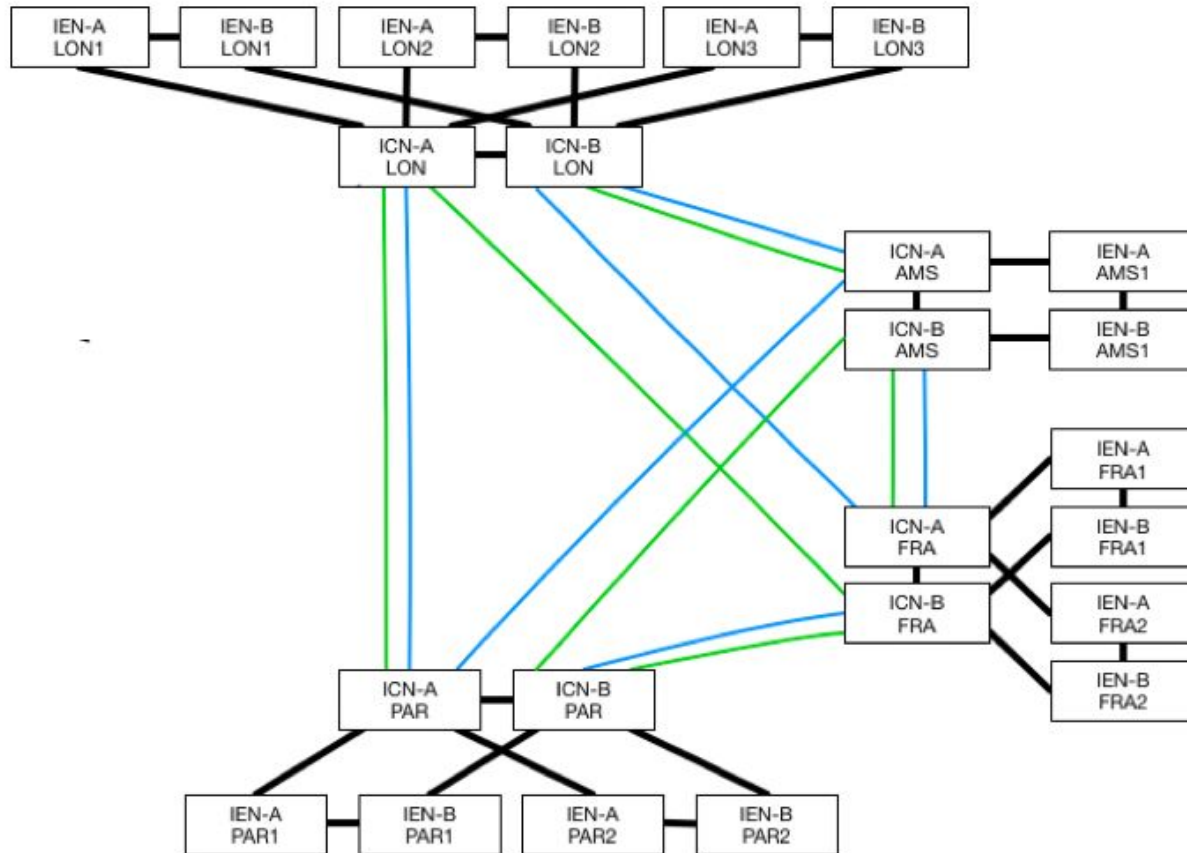 IEN-A
LON1
IEN-B
LON1
IEN-A
LON2
IEN-B
LON2
IEN-A
LON3
IEN-B
LON3
ICN-A
LON
ICN-B
LON
ICN-A
AMS
IEN-A
AMS1
ICN-B
AMS
IEN-B
AMS1
IEN-A
FRA1
ICN-A
FRA
IEN-B
FRA1
ICN-B
FRA
IEN-A
FRA2
IEN-B
FRA2
ICN-A
PAR
ICN-B
PAR
IEN-A
PAR1
IEN-B
PAR1
IEN-A
PAR2
IEN-B
PAR2